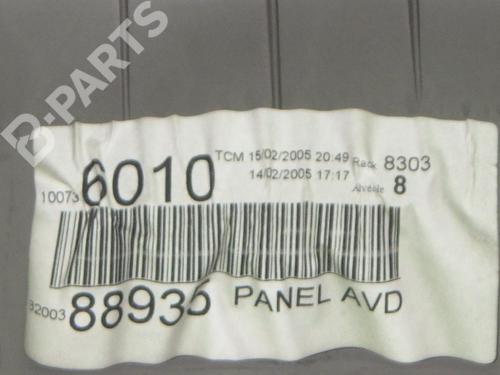 B-PARTS
TCM 15/02/2005 20:49 Rack 8303
10073 6010 14/02/2005 17:17 Alvéole 8
82003 88935 PANEL AVD